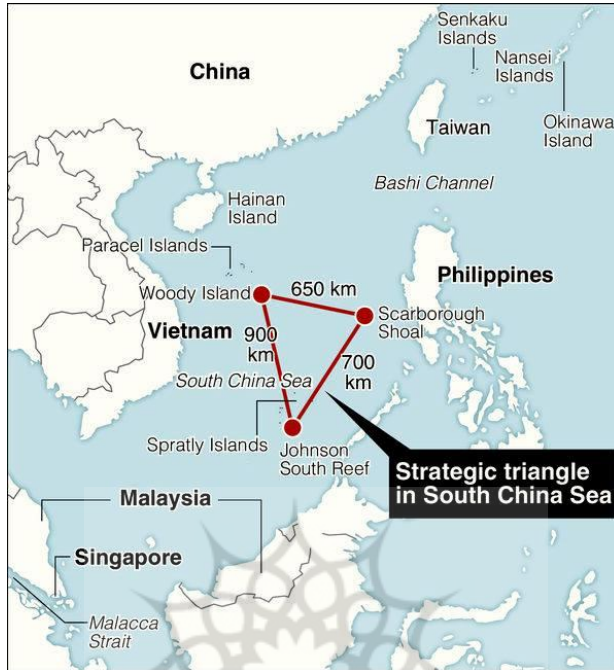 Senkaku
Islands
Nansei
Islands
China
Taiwan
Okinawa
Island
Bashi Channel
Hainan
Island
Paracel Islands
Philippines
Woody Island
650 km
Scarborough
Shoal
Vietnam
900
km
700
km
South China Sea
Spratly Islands
Johnson
South Reef
Strategic triangle
in South China Sea
Malaysia
Singapore
Malacca
Strait